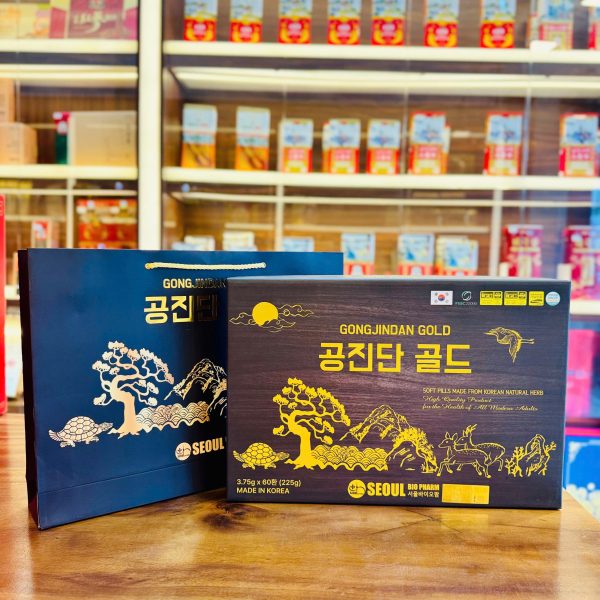 GONGJINDAN
공진단
SEOUL
GONGJINDAN GOLD
공진단 골드
SOFT PILLS MADE FROM KOREAN NATURAL HERB
High Quality Product
for the Health of All Modern Adults
3.75g x 60환 (225g)
MADE IN KOREA
SEOUL BIO PHARM
서울바이오팜